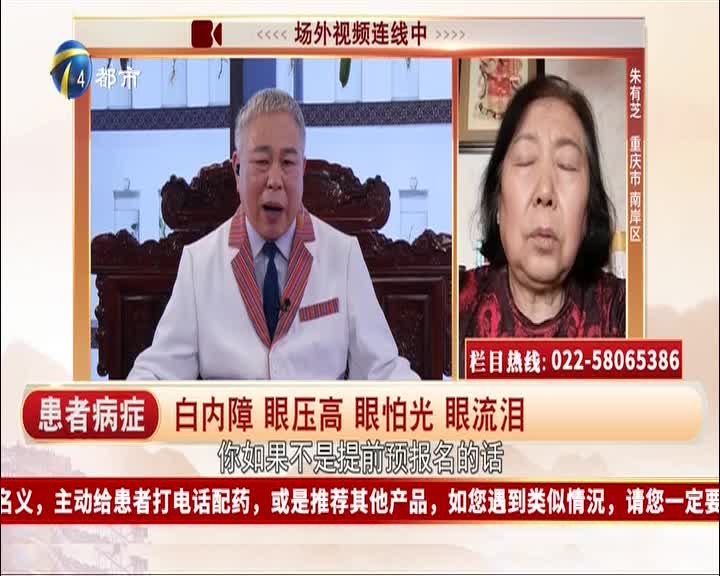 <<<< 场外视频连线中 >>>>
4 都市
朱有芝 重庆市 南岸区
栏目热线：022-58065386
患者病症
白内障 眼压高 眼怕光 眼流泪
你如果不是提前预报名的话
名义，主动给患者打电话配药，或是推荐其他产品，如您遇到类似情况，请您一定要